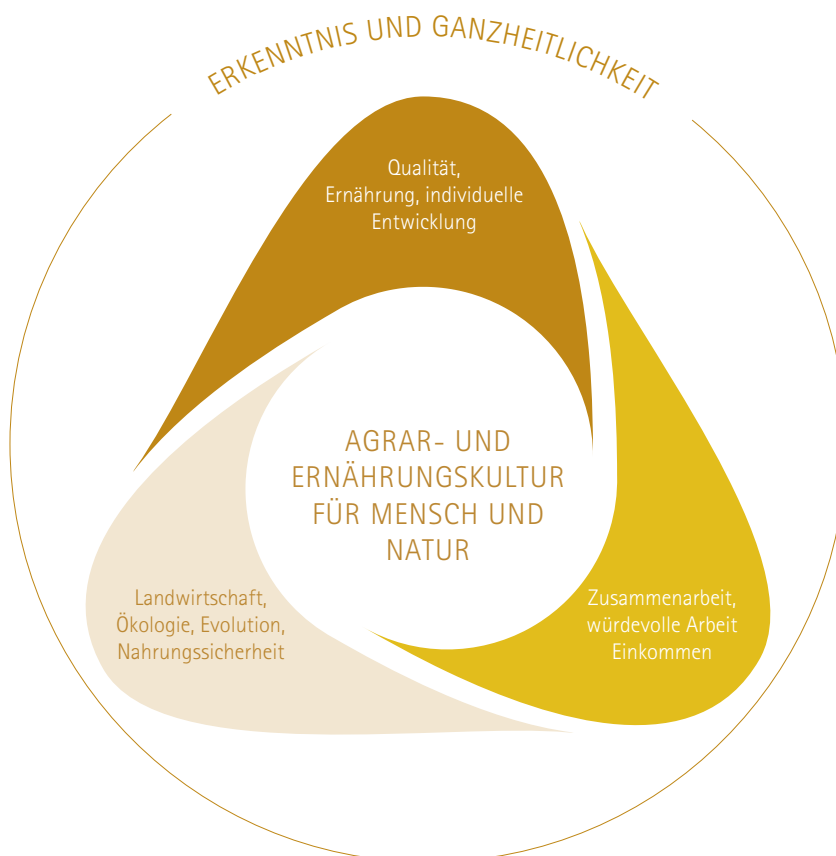 ERKENNTNIS UND GANZHEITLICHKEIT
Qualität,
Ernährung, individuelle
Entwicklung
AGRAR- UND
ERNÄHRUNGSKULTUR
FÜR MENSCH UND
NATUR
Landwirtschaft,
Ökologie, Evolution,
Nahrungssicherheit
Zusammenarbeit,
würdevolle Arbeit
Einkommen